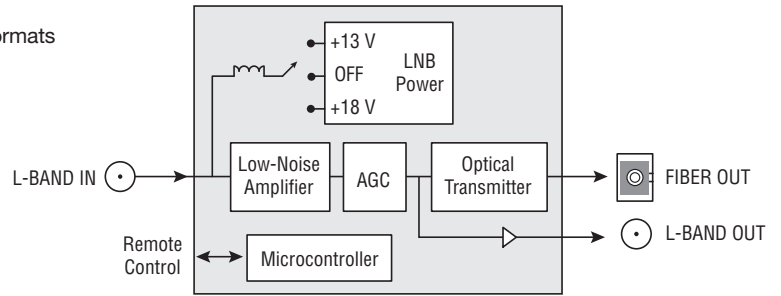 ormats
+13 V
OFF
+18 V
LNB
Power
L-BAND IN
Low-Noise
Amplifier
AGC
Optical
Transmitter
FIBER OUT
L-BAND OUT
Remote
Control
Microcontroller